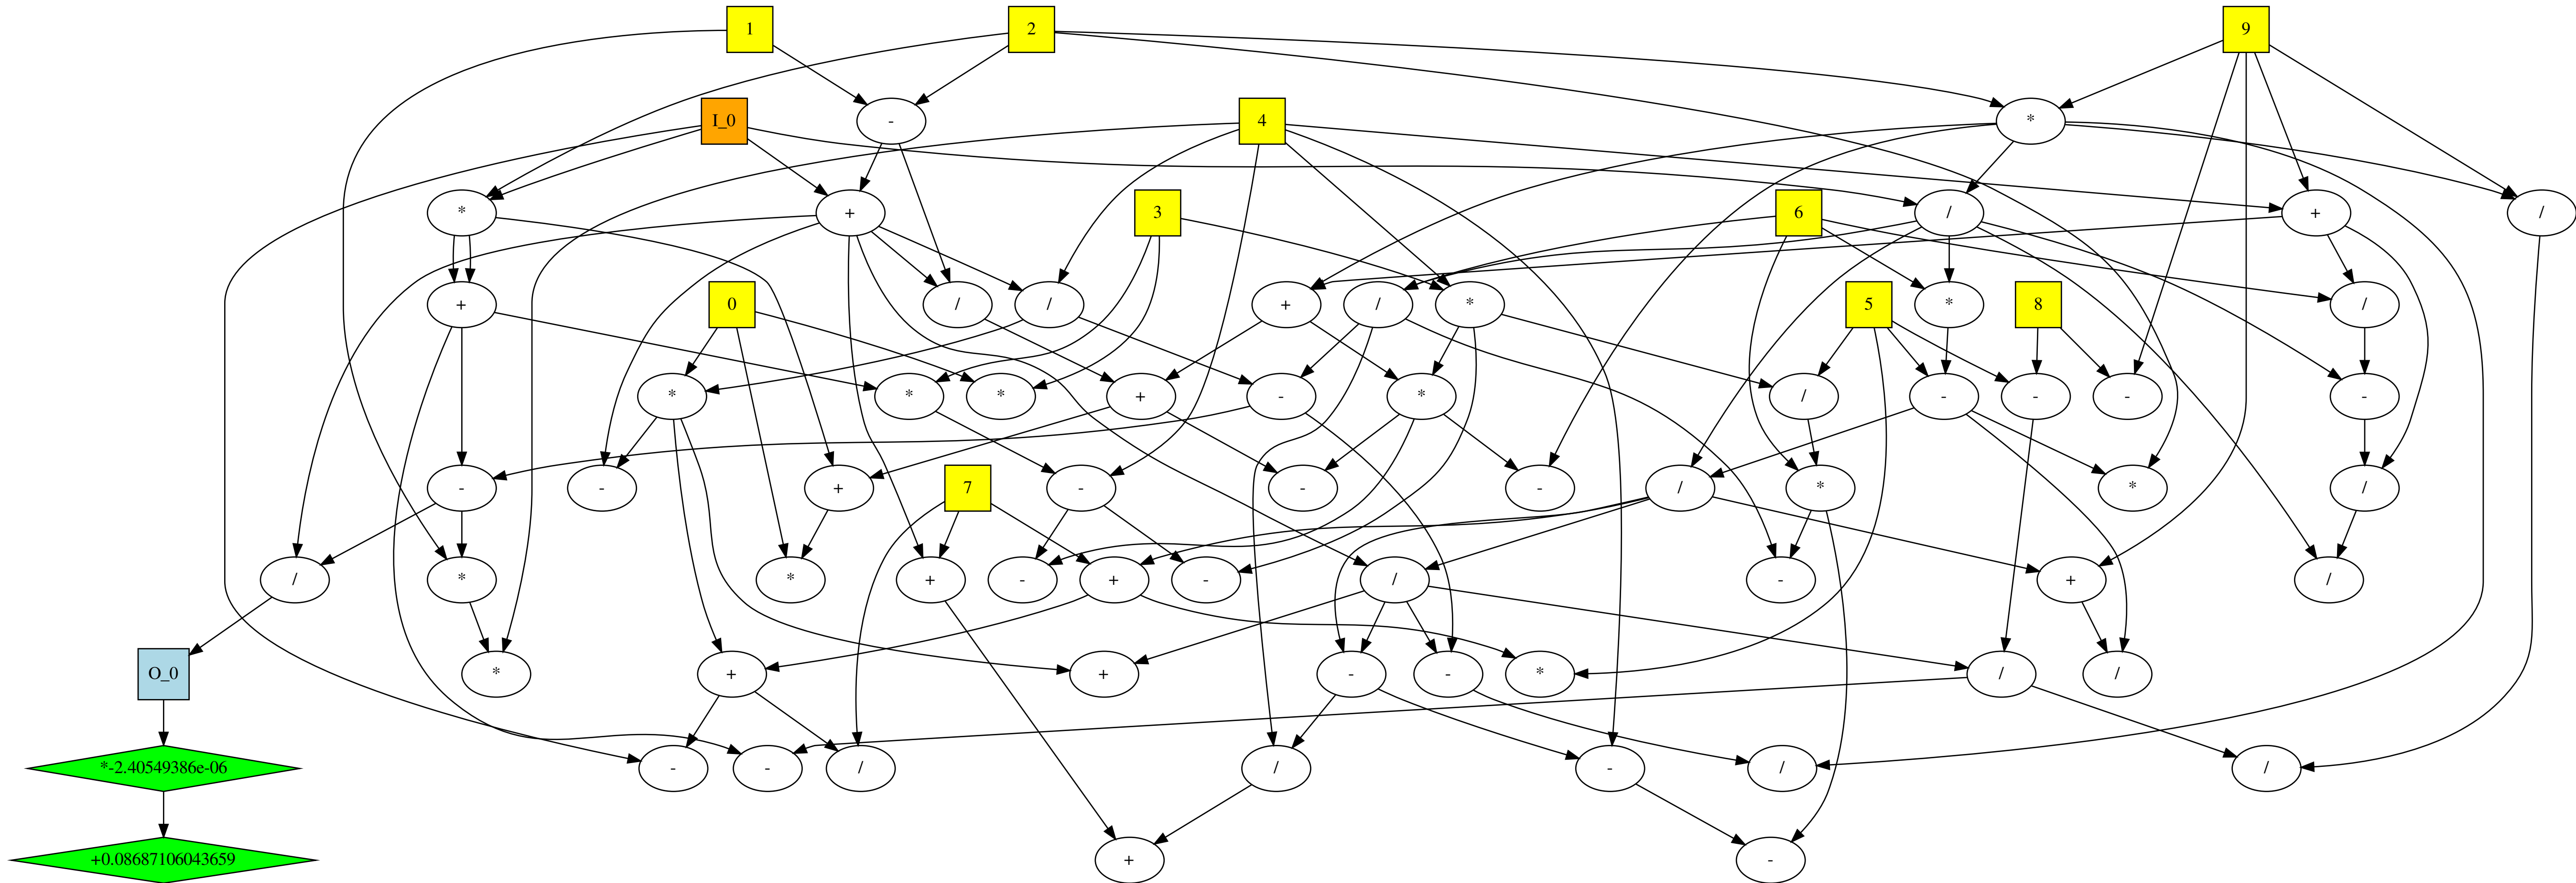 1 2 9
I_0 - 4 *
* + 3 6 / + /
+ 0 / / + / * 5 * 8 /
* * * + - * / - - - -
- - + 7 - - - / * * /
/ * * + - + - / - + /
O_0 * + + - - * / /
*-2.40549386e-06 - - / / - / /
+0.08687106043659 + -